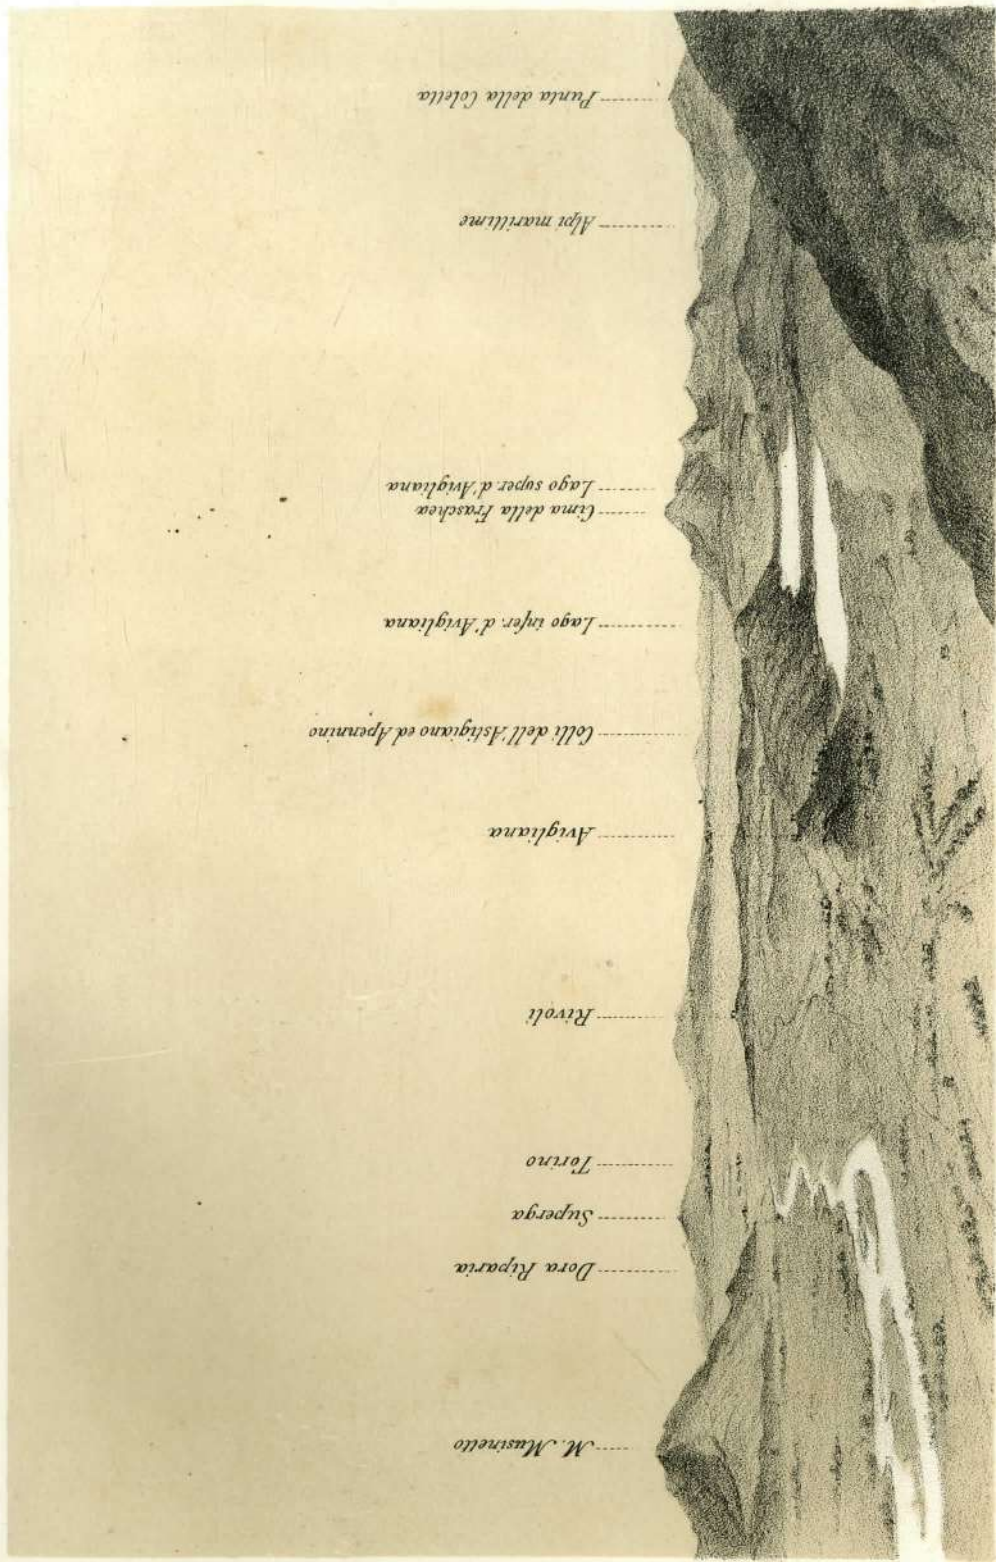 M. Musinetto
Dora Riparia
Superga
Torino
Rivoli
Avigliana
Colli dell'Astigiano ed Apennino
Lago infer. d'Avigliana
Cima della Fraschea
Lago super. d'Avigliana
Alpi marittime
Punta della Coletta